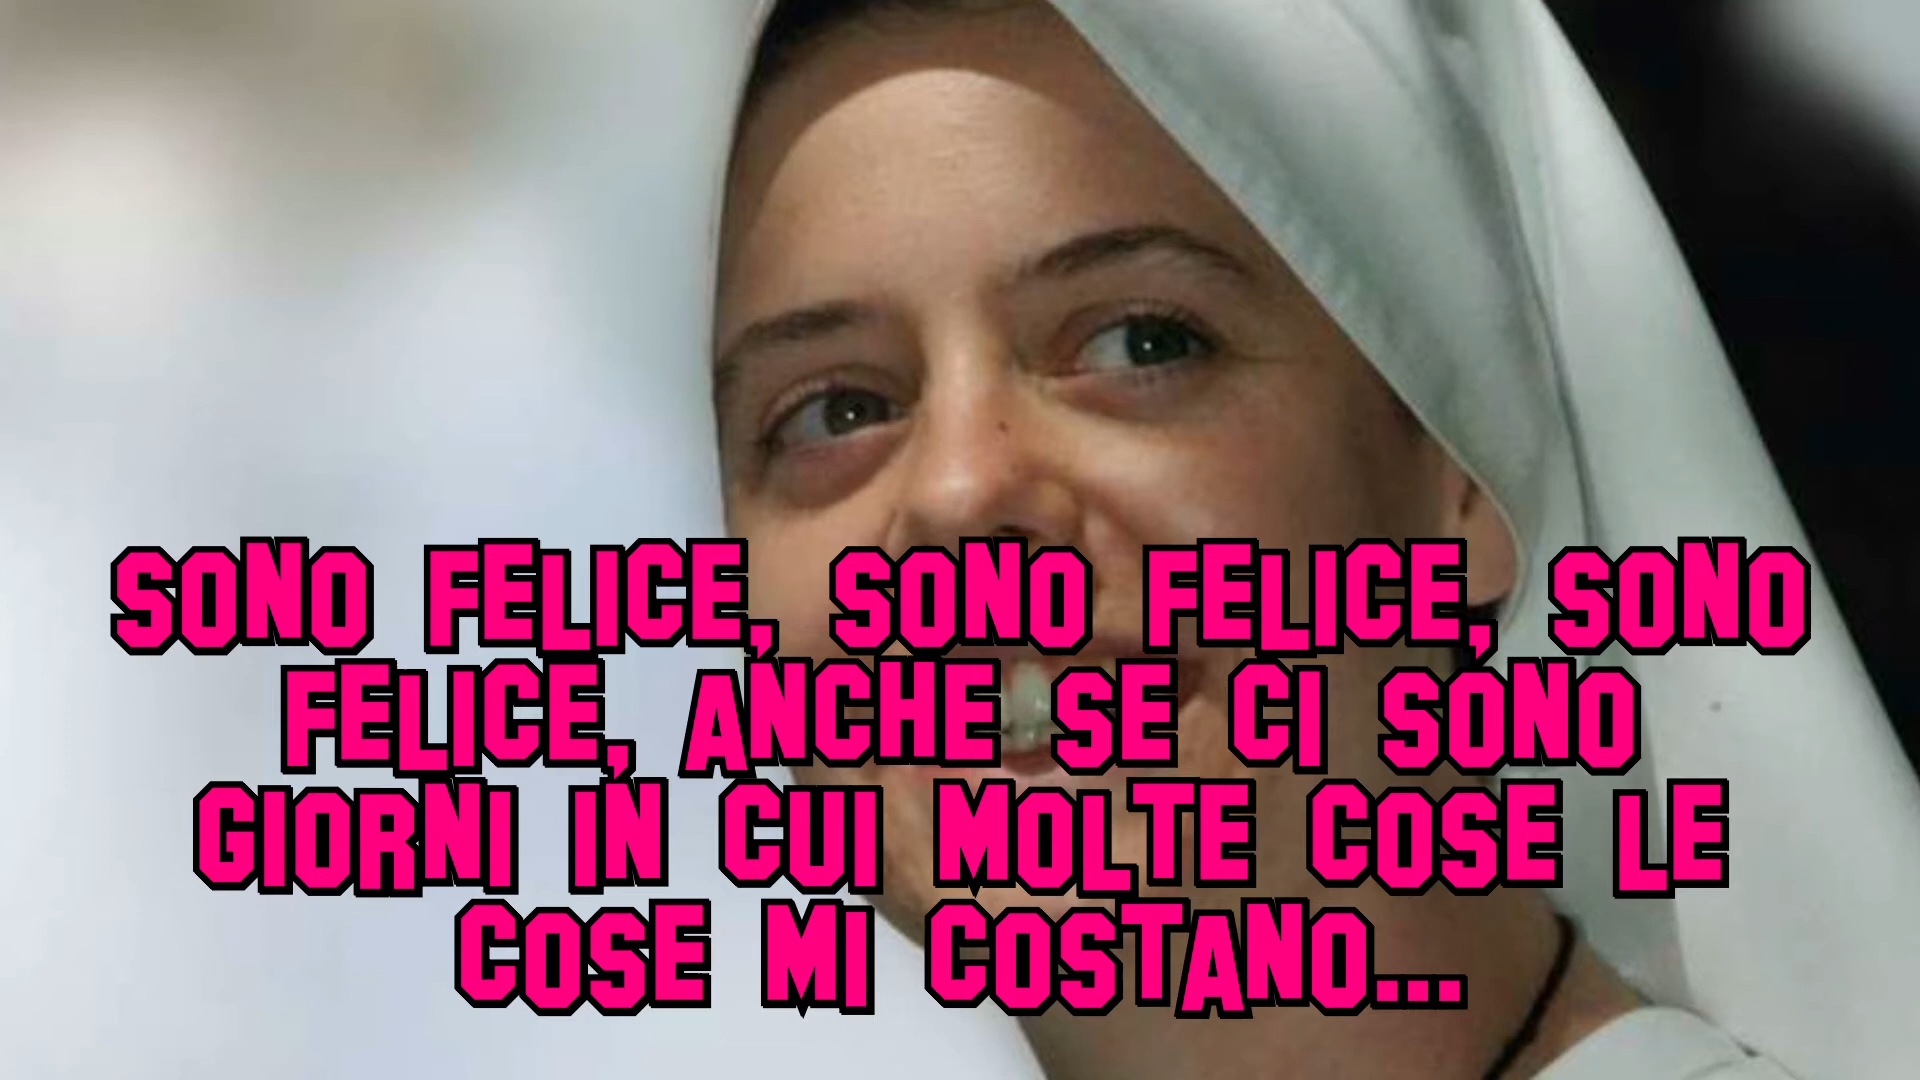 SONO FELICE, SONO FELICE, SONO
FELICE, ANCHE SE CI SONO
GIORNI IN CUI MOLTE COSE LE
COSE MI COSTANO...